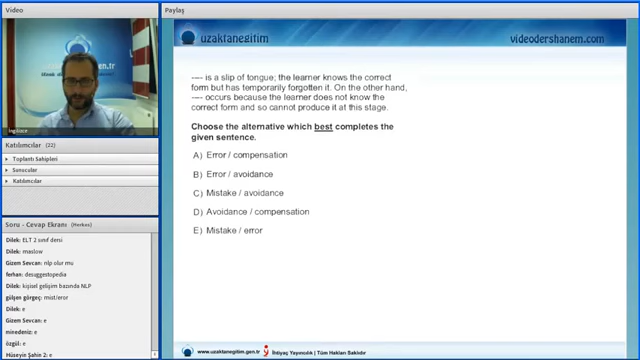 Video
Paylaş
İngilizce
uzaktanegitim
videodershanem.com
---- is a slip of tongue; the learner knows the correct
form but has temporarily forgotten it. On the other hand,
---- occurs because the learner does not know the
correct form and so cannot produce it at this stage.
Choose the alternative which best completes the
given sentence.
A) Error / compensation
B) Error / avoidance
C) Mistake / avoidance
D) Avoidance / compensation
E) Mistake / error
Katılımcılar (22)
Toplantı Sahipleri
Sunucular
Katılımcılar
Soru - Cevap Ekranı (Herkes)
Dilek: ELT 2 sınıf dersi
Dilek: maslow
Gizem Sevcan: nlp olur mu
ferhan: desuggestopedia
Dilek: kişisel gelişim bazında NLP
gülşen görgeç: mist/error
Dilek: e
Gizem Sevcan: e
miredeniz: e
özgül: e
Hüseyin Şahin 2: e
www.uzaktanegitim.gen.tr
İhtiyaç Yayıncılık | Tüm Hakları Saklıdır